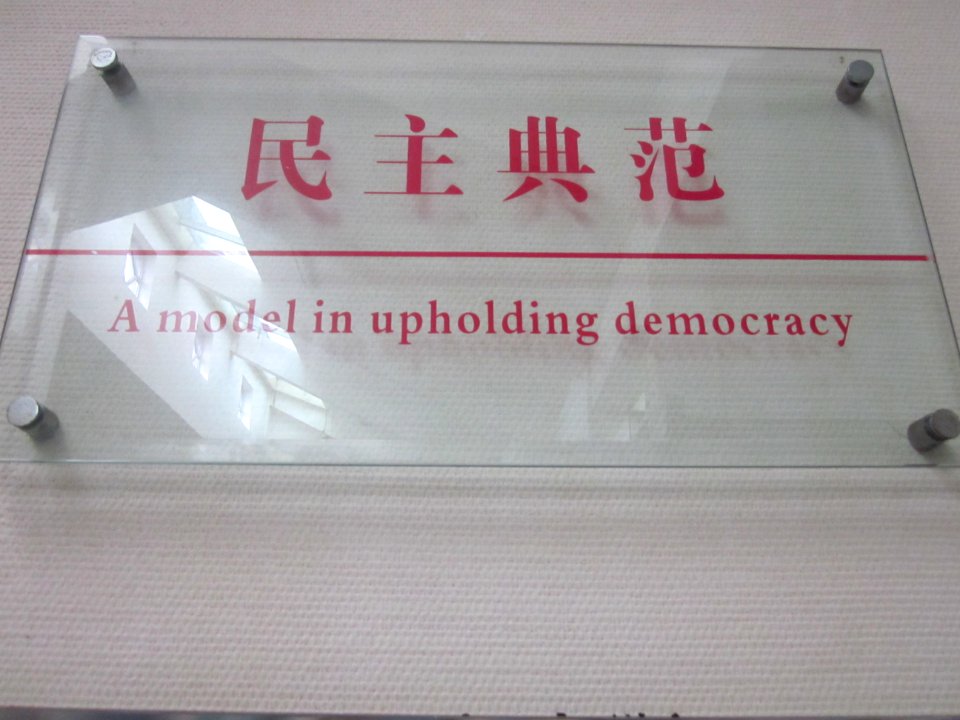 民主典范
A model in upholding democracy